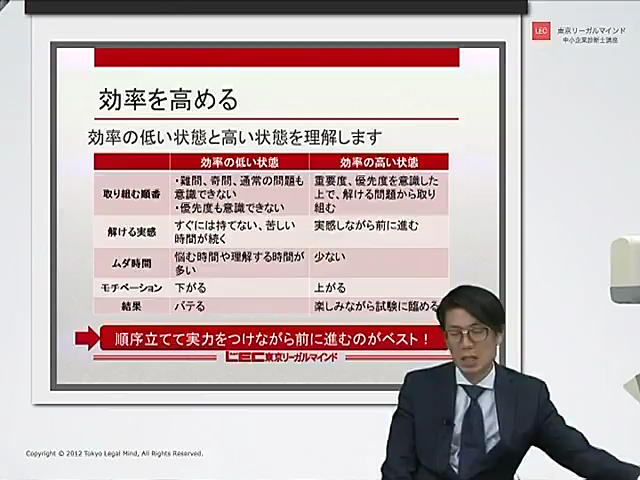 LEC 東京リーガルマインド
中小企業診断士講座
効率を高める
効率の低い状態と高い状態を理解します
効率の低い状態 効率の高い状態
取り組む順番
・難問、奇問、通常の問題も
意識できない
・優先度も意識できない
重要度、優先度を意識した
上で、解ける問題から取り
組む
解ける実感
すぐには持てない、苦しい
時間が続く
実感しながら前に進む
ムダ時間
悩む時間や理解する時間が
多い
少ない
モチベーション 下がる 上がる
結果 バテる 楽しみながら試験に臨める
順序立てて実力をつけながら前に進むのがベスト！
LEC東京リーガルマインド
Copyright © 2012 Tokyo Legal Mind, All Rights Reserved.